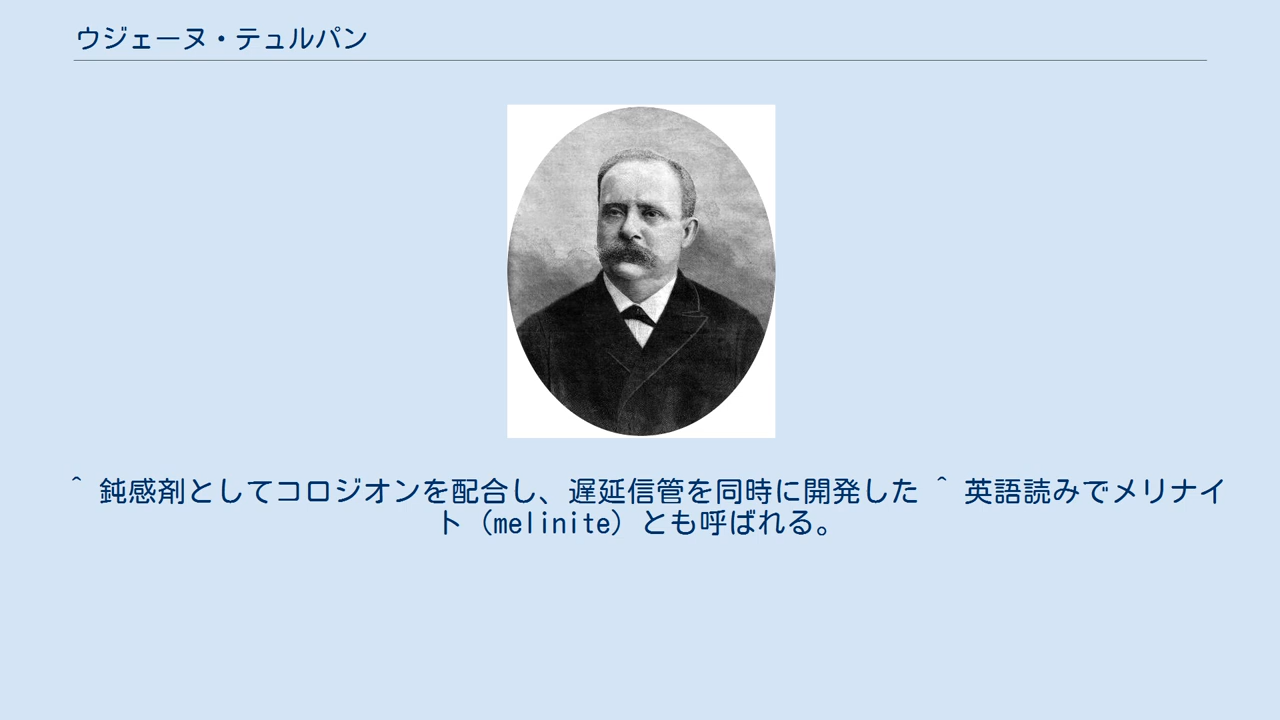 ウジェーヌ・テュルパン
^ 鈍感剤としてコロジオンを配合し、遅延信管を同時に開発した ^ 英語読みでメリナイ
ト（melinite）とも呼ばれる。